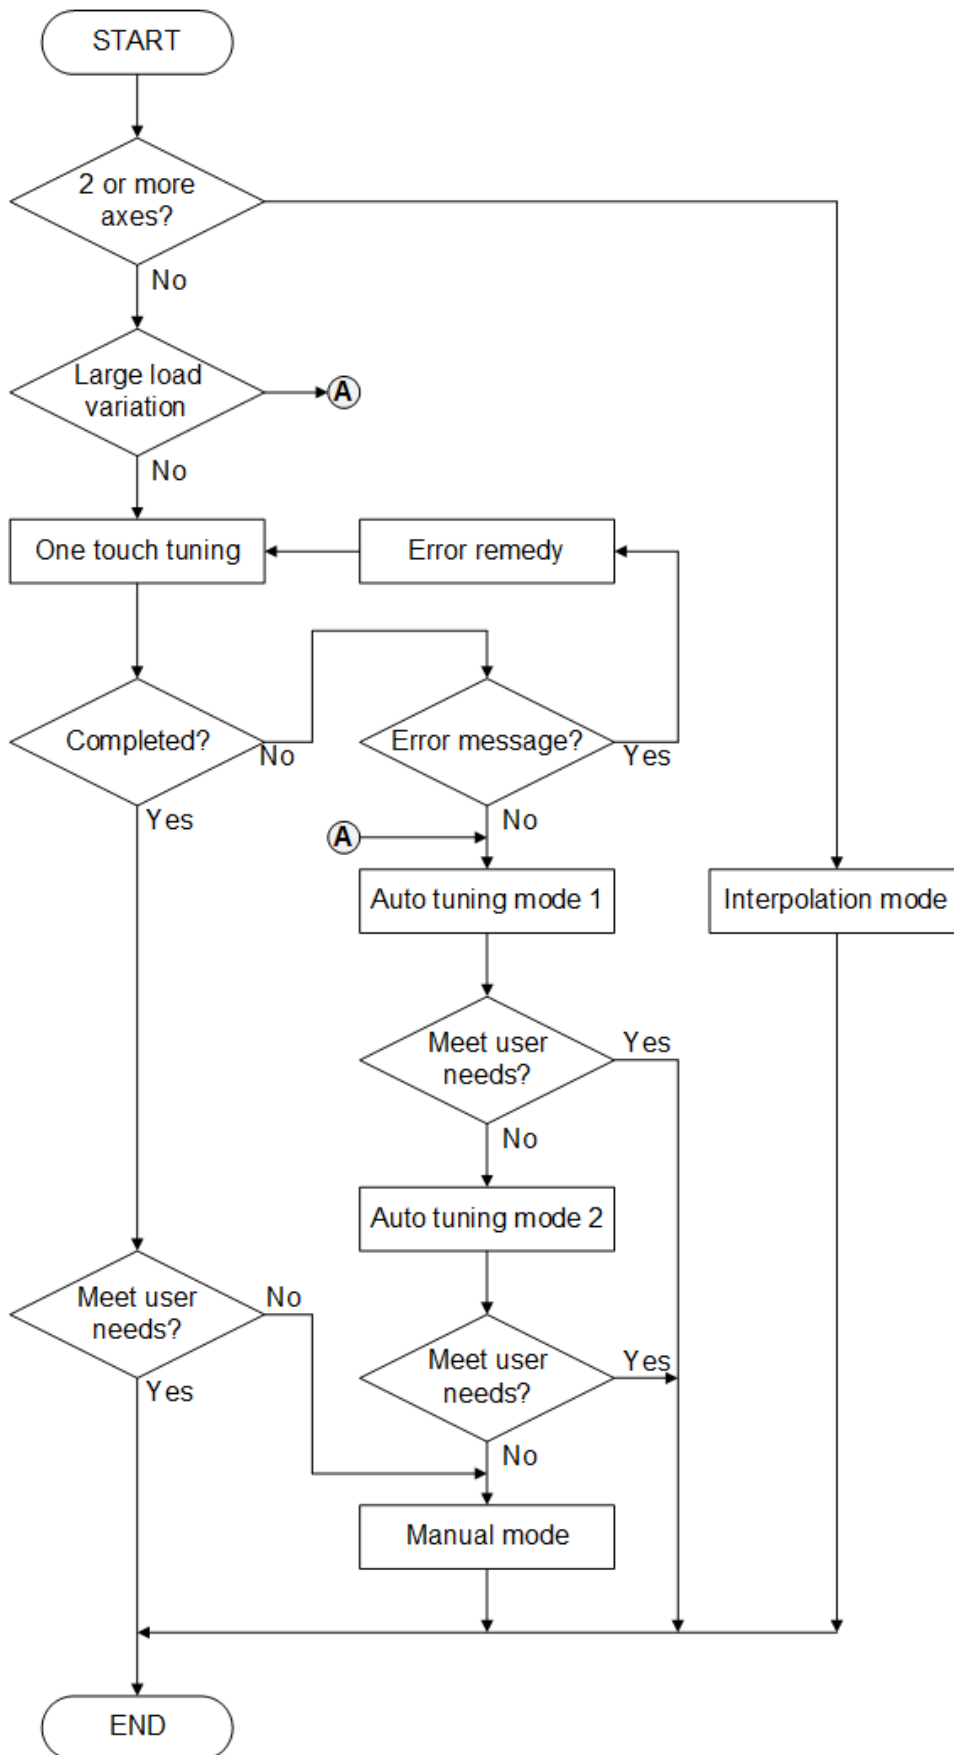 START
2 or more
axes?
No
Large load
variation
A
No
One touch tuning
Error remedy
Completed?
No
Error message?
Yes
Yes
No
A
Auto tuning mode 1
Interpolation mode
Meet user
needs?
Yes
No
Auto tuning mode 2
Meet user
needs?
No
Meet user
needs?
Yes
Yes
No
Manual mode
END